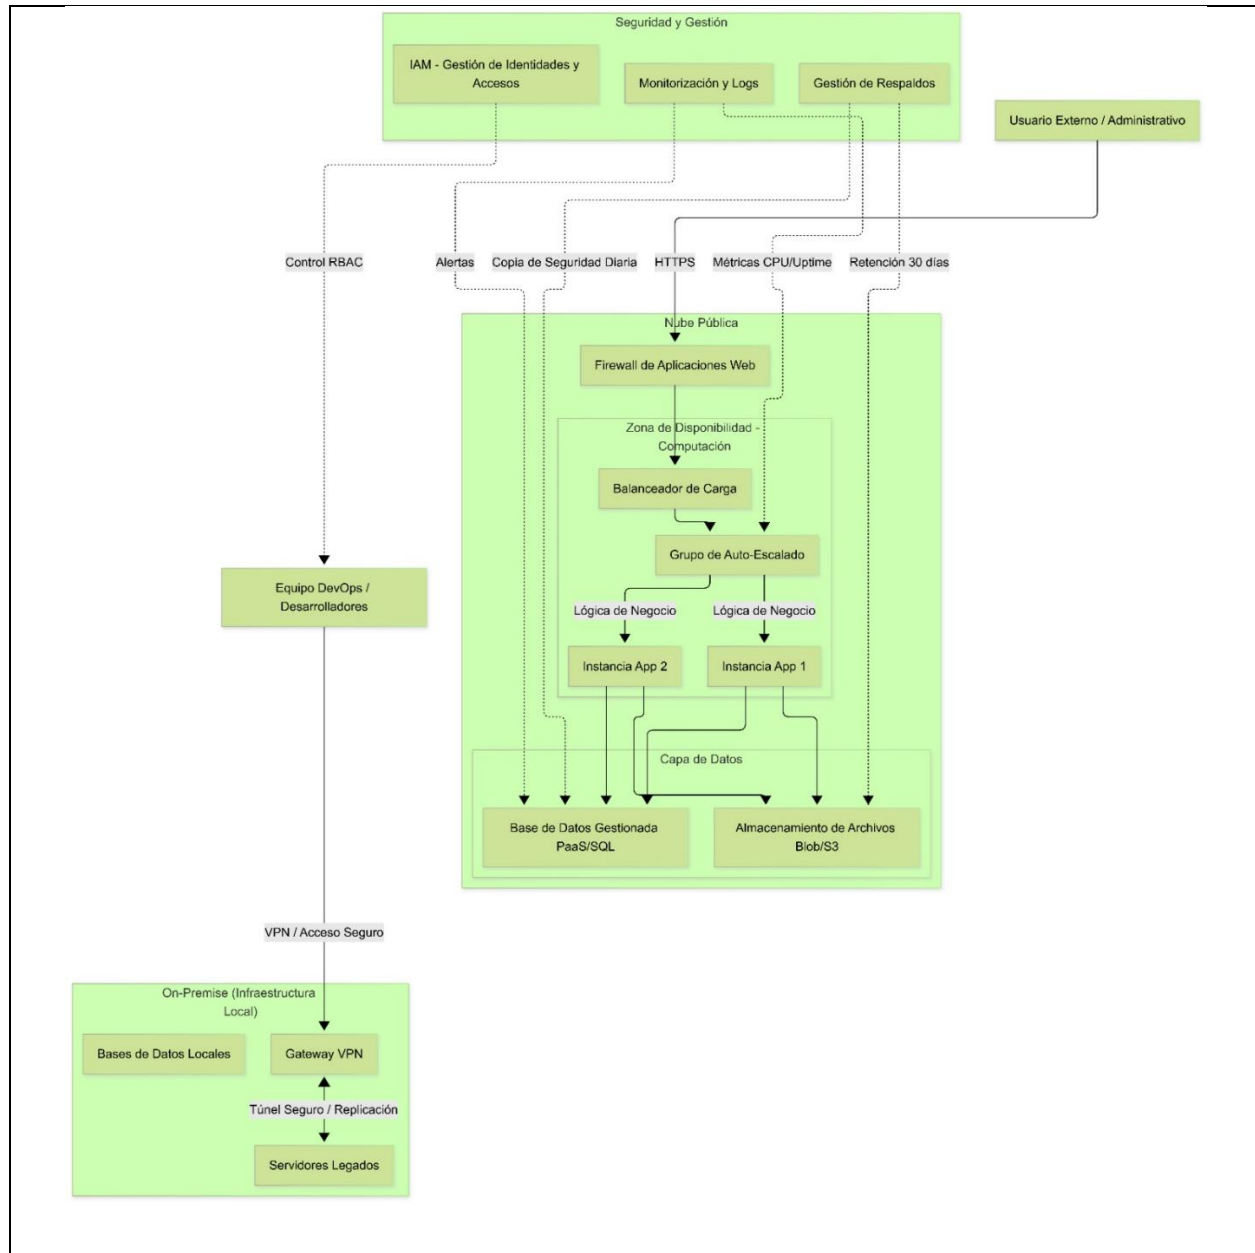 Seguridad y Gestión
IAM - Gestión de Identidades y
Accesos
Monitorización y Logs
Gestión de Respaldos
Usuario Externo / Administrativo
Control RBAC
Alertas
Copia de Seguridad Diaria
HTTPS
Métricas CPU/Uptime
Retención 30 días
Nube Pública
Firewall de Aplicaciones Web
Zona de Disponibilidad -
Computación
Balanceador de Carga
Grupo de Auto-Escalado
Equipo DevOps /
Desarrolladores
Lógica de Negocio
Lógica de Negocio
Instancia App 2
Instancia App 1
Capa de Datos
Base de Datos Gestionada
PaaS/SQL
Almacenamiento de Archivos
Blob/S3
VPN / Acceso Seguro
On-Premise (Infraestructura
Local)
Bases de Datos Locales
Gateway VPN
Túnel Seguro / Replicación
Servidores Legados